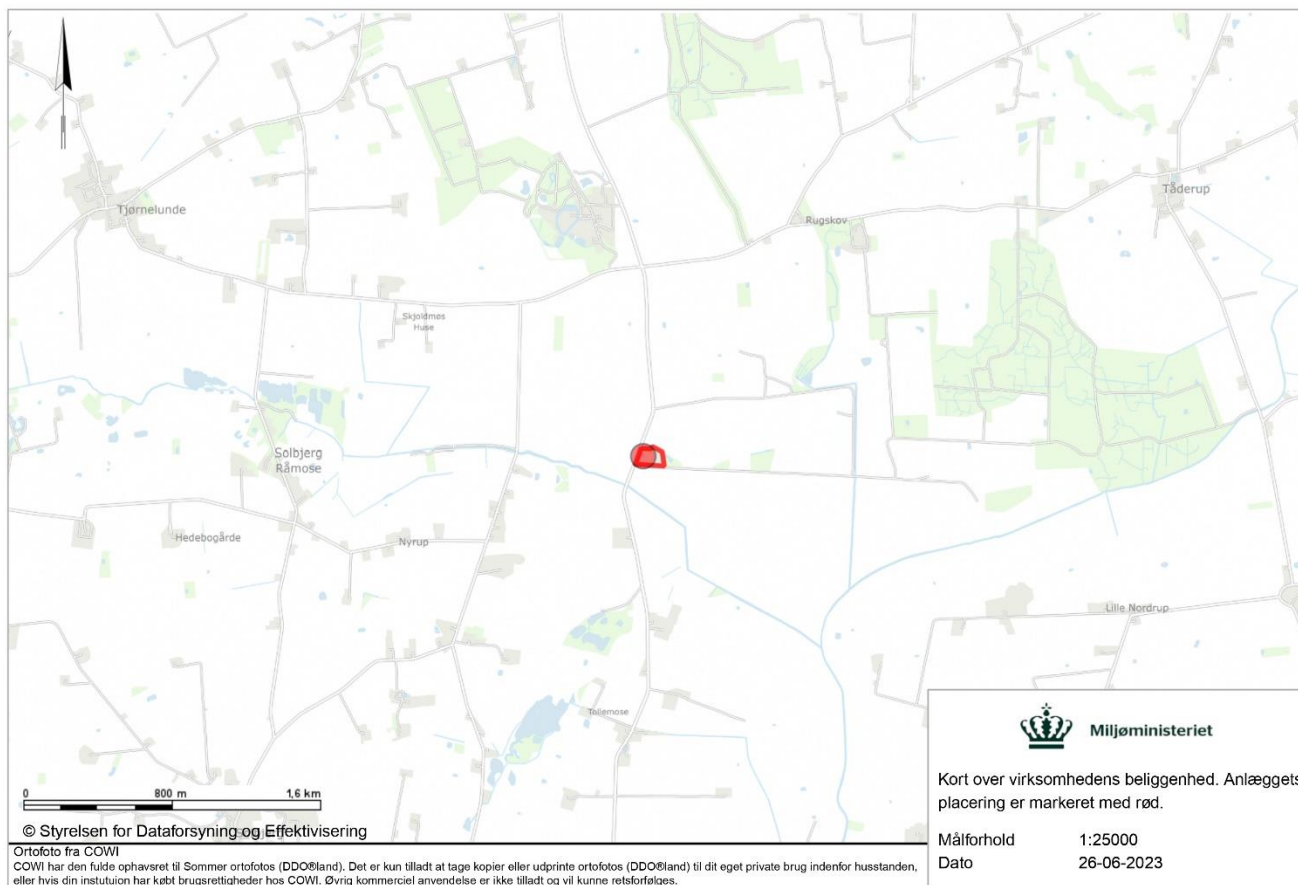 Tjørnelunde
Tåderup
Rugskov
Skjoldmøs
Huse
Solbjerg
Råmose
Hedebogårde
Nyrup
Lille Nordrup
Tollemose
0 800 m 1,6 km
© Styrelsen for Dataforsyning og Effektivisering
Miljøministeriet
Kort over virksomhedens beliggenhed. Anlæggets
placering er markeret med rød.
Målforhold 1:25000
Dato 26-06-2023
Ortofoto fra COWI
COWI har den fulde ophavsret til Sommer ortofotos (DDO®land). Det er kun tilladt at tage kopier eller udprinte ortofotos (DDO®land) til dit eget private brug indenfor husstanden,
eller hvis din instutuion har købt brugsrettigheder hos COWI. Øvrig kommerciel anvendelse er ikke tilladt og vil kunne retsforfølges.